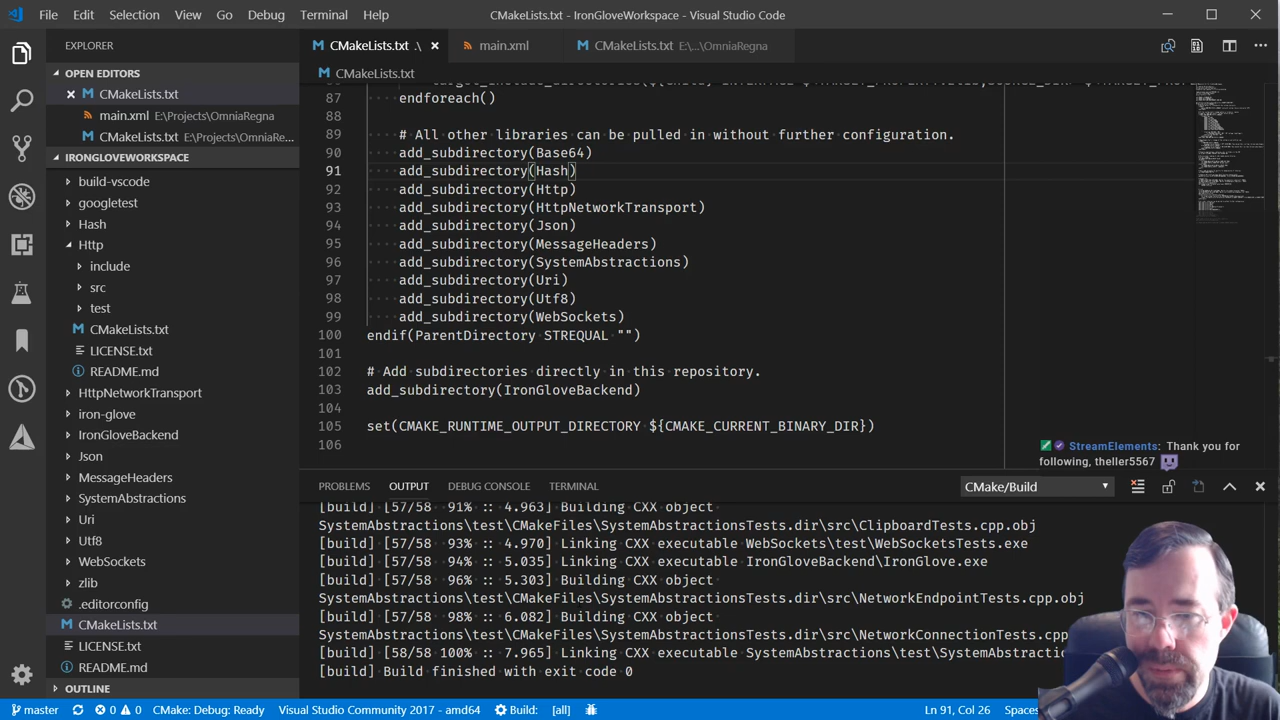 File Edit Selection View Go Debug Terminal Help
CMakeLists.txt - IronGloveWorkspace - Visual Studio Code
EXPLORER
OPEN EDITORS
CMakeLists.txt
main.xml E:\Projects\OmniaRegna
CMakeLists.txt E:\Projects\OmniaRe...
IRONGLOVEWORKSPACE
build-vscode
googletest
Hash
Http
include
src
test
CMakeLists.txt
LICENSE.txt
README.md
HttpNetworkTransport
iron-glove
IronGloveBackend
Json
MessageHeaders
SystemAbstractions
Uri
Utf8
WebSockets
zlib
.editorconfig
CMakeLists.txt
LICENSE.txt
README.md
OUTLINE
CMakeLists.txt .\
main.xml
CMakeLists.txt E:\...\OmniaRegna
CMakeLists.txt
87 endforeach()
88
89 # All other libraries can be pulled in without further configuration.
90 add_subdirectory(Base64)
91 add_subdirectory(Hash)
92 add_subdirectory(Http)
93 add_subdirectory(HttpNetworkTransport)
94 add_subdirectory(Json)
95 add_subdirectory(MessageHeaders)
96 add_subdirectory(SystemAbstractions)
97 add_subdirectory(Uri)
98 add_subdirectory(Utf8)
99 add_subdirectory(WebSockets)
100 endif(ParentDirectory STREQUAL "")
101
102 # Add subdirectories directly in this repository.
103 add_subdirectory(IronGloveBackend)
104
105 set(CMAKE_RUNTIME_OUTPUT_DIRECTORY ${CMAKE_CURRENT_BINARY_DIR})
106
StreamElements: Thank you for
following, theller5567
PROBLEMS OUTPUT DEBUG CONSOLE TERMINAL
CMake/Build
[build] [57/58 91% :: 4.963] Building CXX object
SystemAbstractions\test\CMakeFiles\SystemAbstractionsTests.dir\src\ClipboardTests.cpp.obj
[build] [57/58 93% :: 4.970] Linking CXX executable WebSockets\test\WebSocketsTests.exe
[build] [57/58 94% :: 5.035] Linking CXX executable IronGloveBackend\IronGlove.exe
[build] [57/58 96% :: 5.303] Building CXX object
SystemAbstractions\test\CMakeFiles\SystemAbstractionsTests.dir\src\NetworkEndpointTests.cpp.obj
[build] [57/58 98% :: 6.082] Building CXX object
SystemAbstractions\test\CMakeFiles\SystemAbstractionsTests.dir\src\NetworkConnectionTests.cpp
[build] [58/58 100% :: 7.965] Linking CXX executable SystemAbstractions\test\SystemAbstraction
[build] Build finished with exit code 0
master 0 0 CMake: Debug: Ready Visual Studio Community 2017 - amd64 Build: [all] Ln 91, Col 26 Spaces